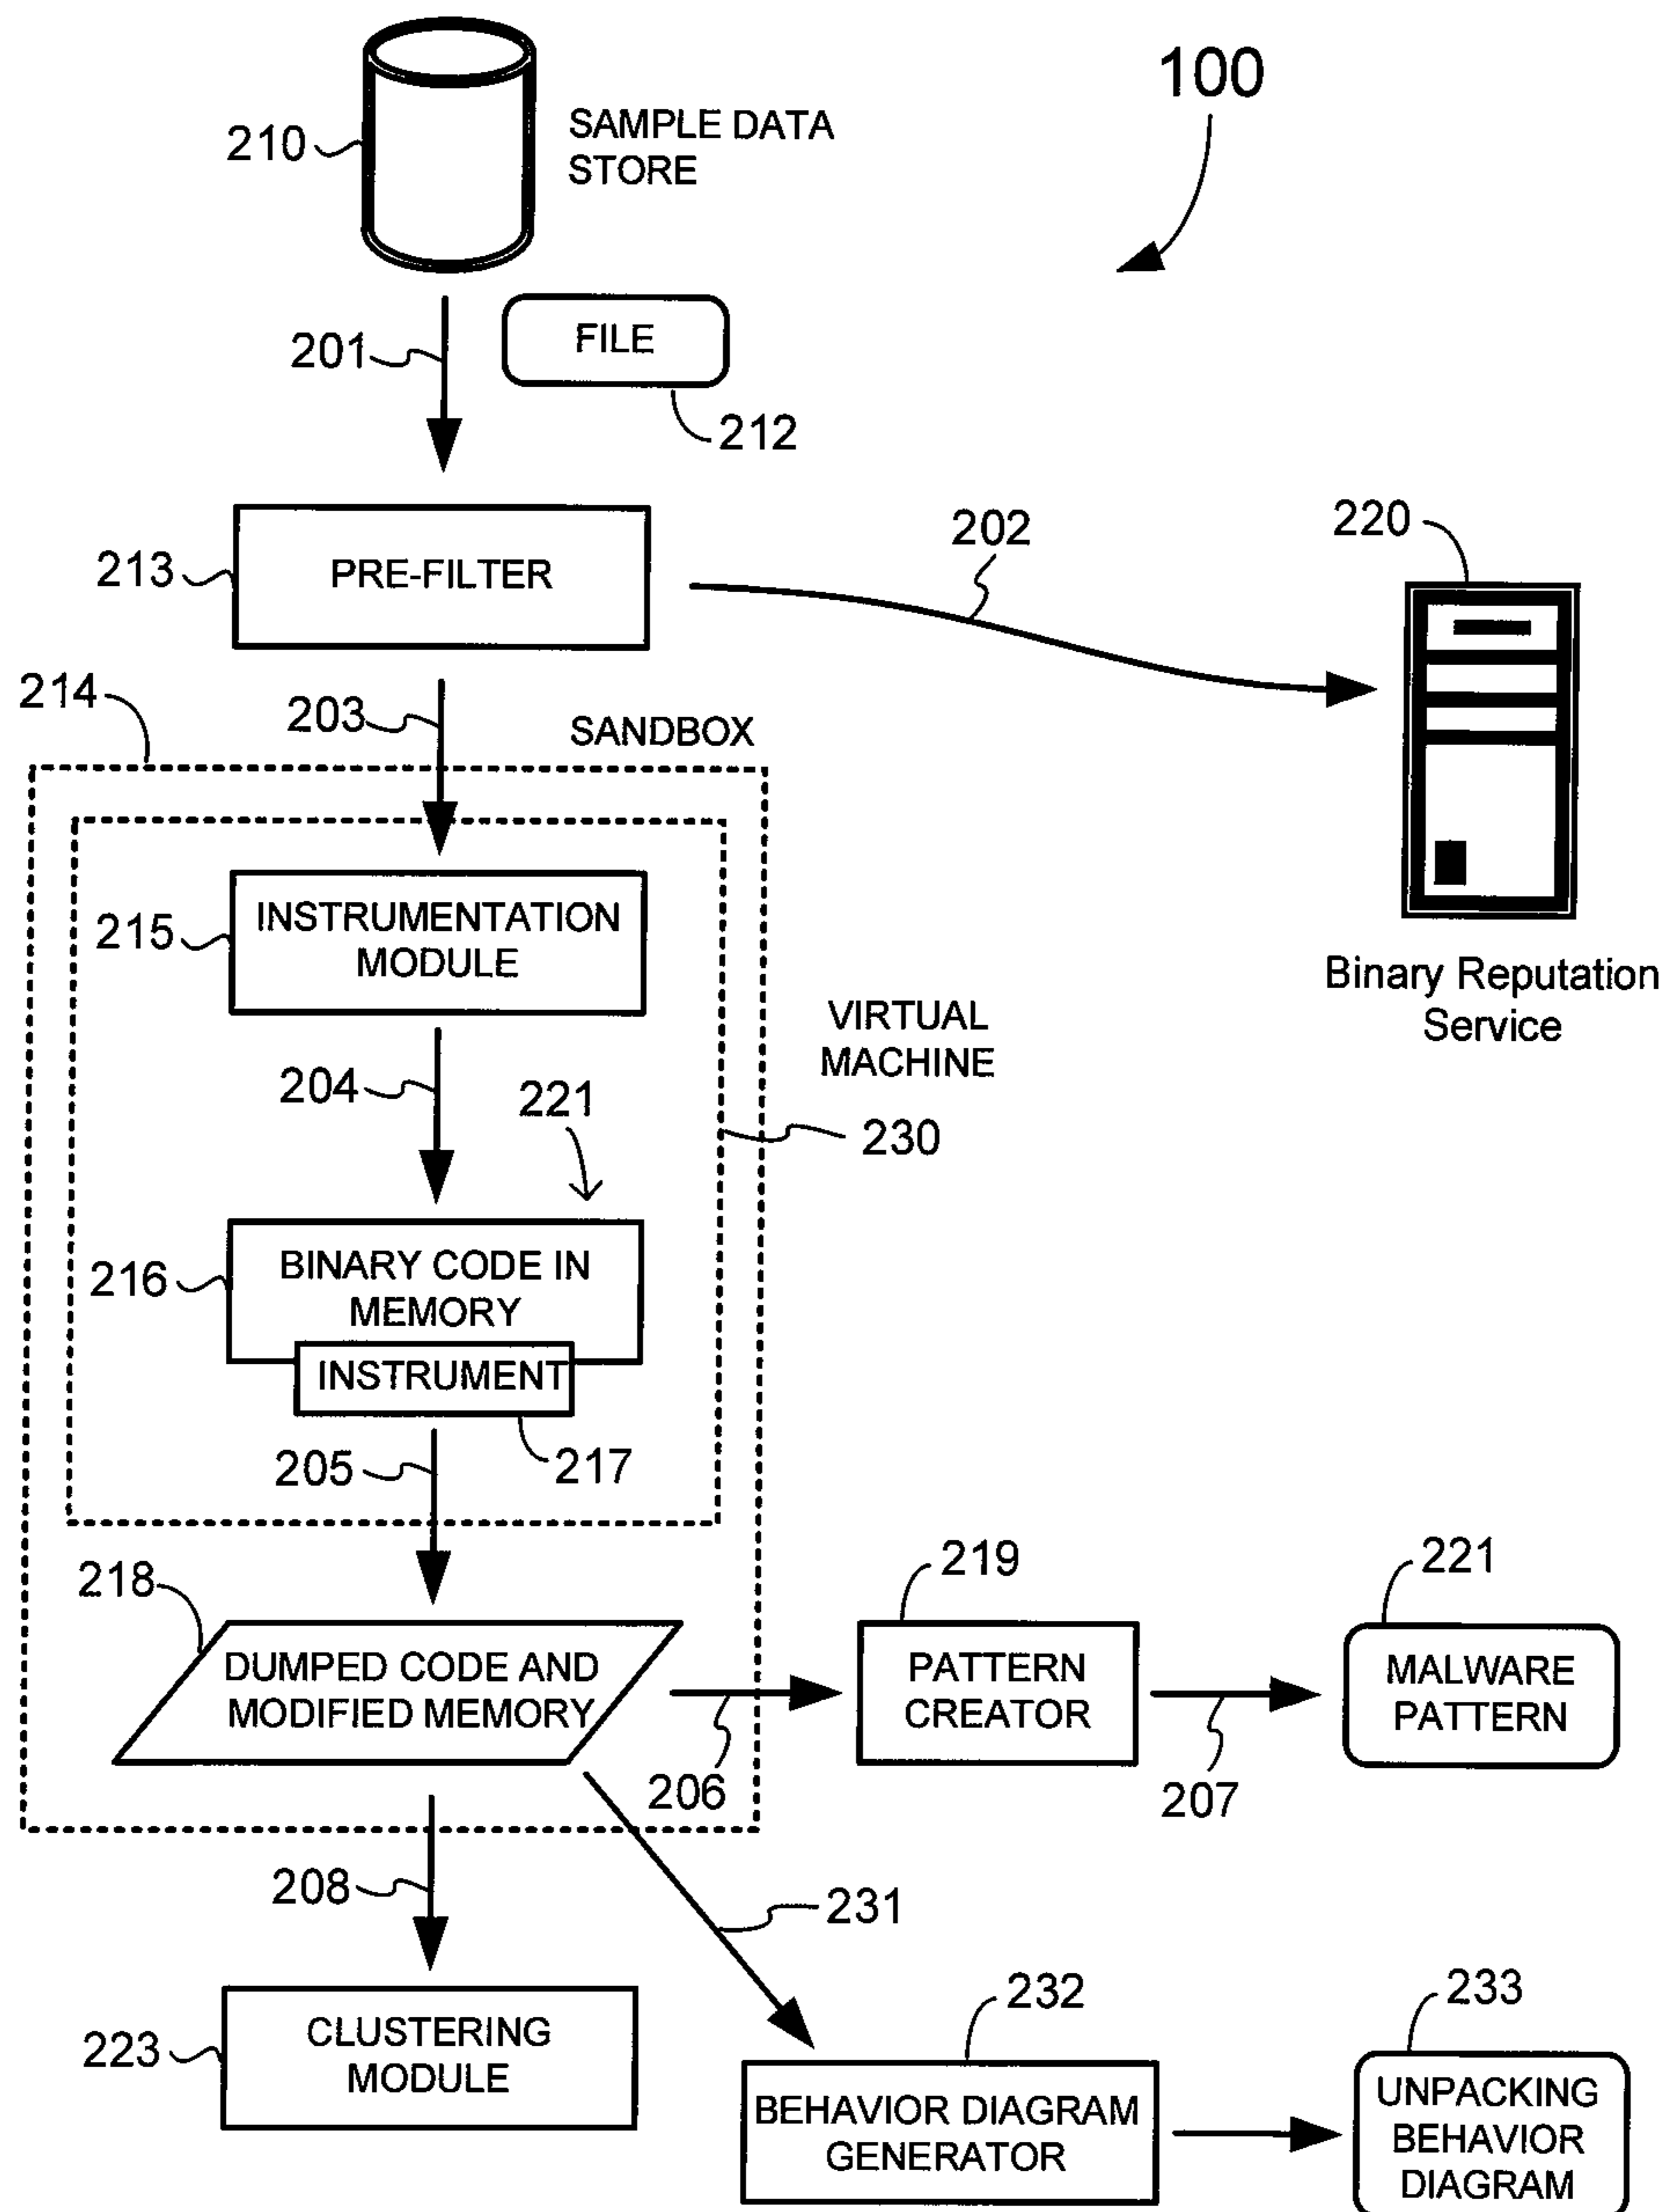 100
210
SAMPLE DATA
STORE
201
FILE
212
213
PRE-FILTER
202
220
214
203
SANDBOX
215
INSTRUMENTATION
MODULE
Binary Reputation
Service
VIRTUAL
MACHINE
204
221
230
216
BINARY CODE IN
MEMORY
INSTRUMENT
205
217
218
219
221
DUMPED CODE AND
MODIFIED MEMORY
PATTERN
CREATOR
MALWARE
PATTERN
206
207
208
231
223
CLUSTERING
MODULE
232
233
BEHAVIOR DIAGRAM
GENERATOR
UNPACKING
BEHAVIOR
DIAGRAM